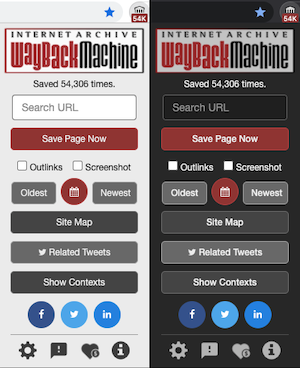 54K
INTERNET ARCHIVE
WayBackMachine
Saved 54,306 times.
Search URL
Save Page Now
Outlinks
Screenshot
Oldest
Newest
Site Map
Related Tweets
Show Contexts
f
in
54K
INTERNET ARCHIVE
WayBackMachine
Saved 54,306 times.
Search URL
Save Page Now
Outlinks
Screenshot
Oldest
Newest
Site Map
Related Tweets
Show Contexts
f
in